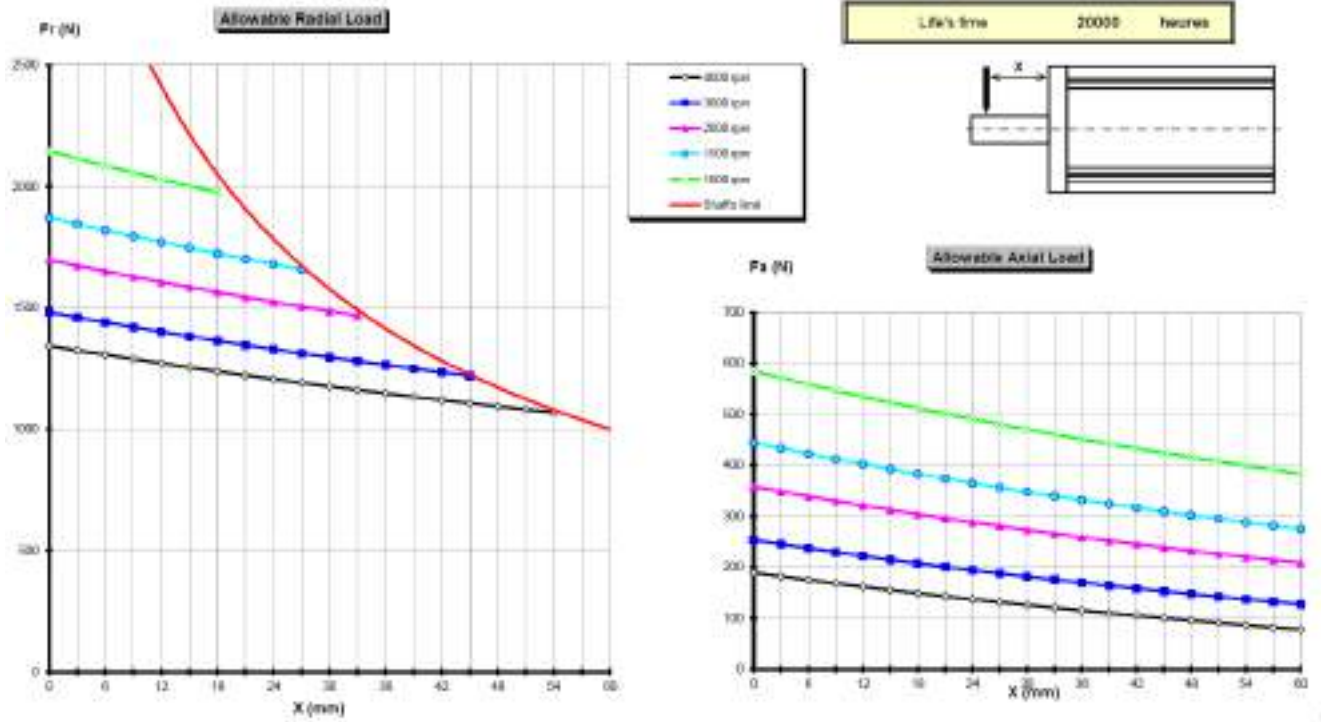 Allowable Radial Load
Fr (N)
2500
2000
1500
1000
500
0
0 6 12 18 24 30 36 42 48 54 60
X (mm)
4000 rpm
3000 rpm
2000 rpm
1500 rpm
1000 rpm
Shaft's limit
Life's time 20000 heures
X
Allowable Axial Load
Fa (N)
700
600
500
400
300
200
100
0
0 6 12 18 24 30 36 42 48 54 60
X (mm)